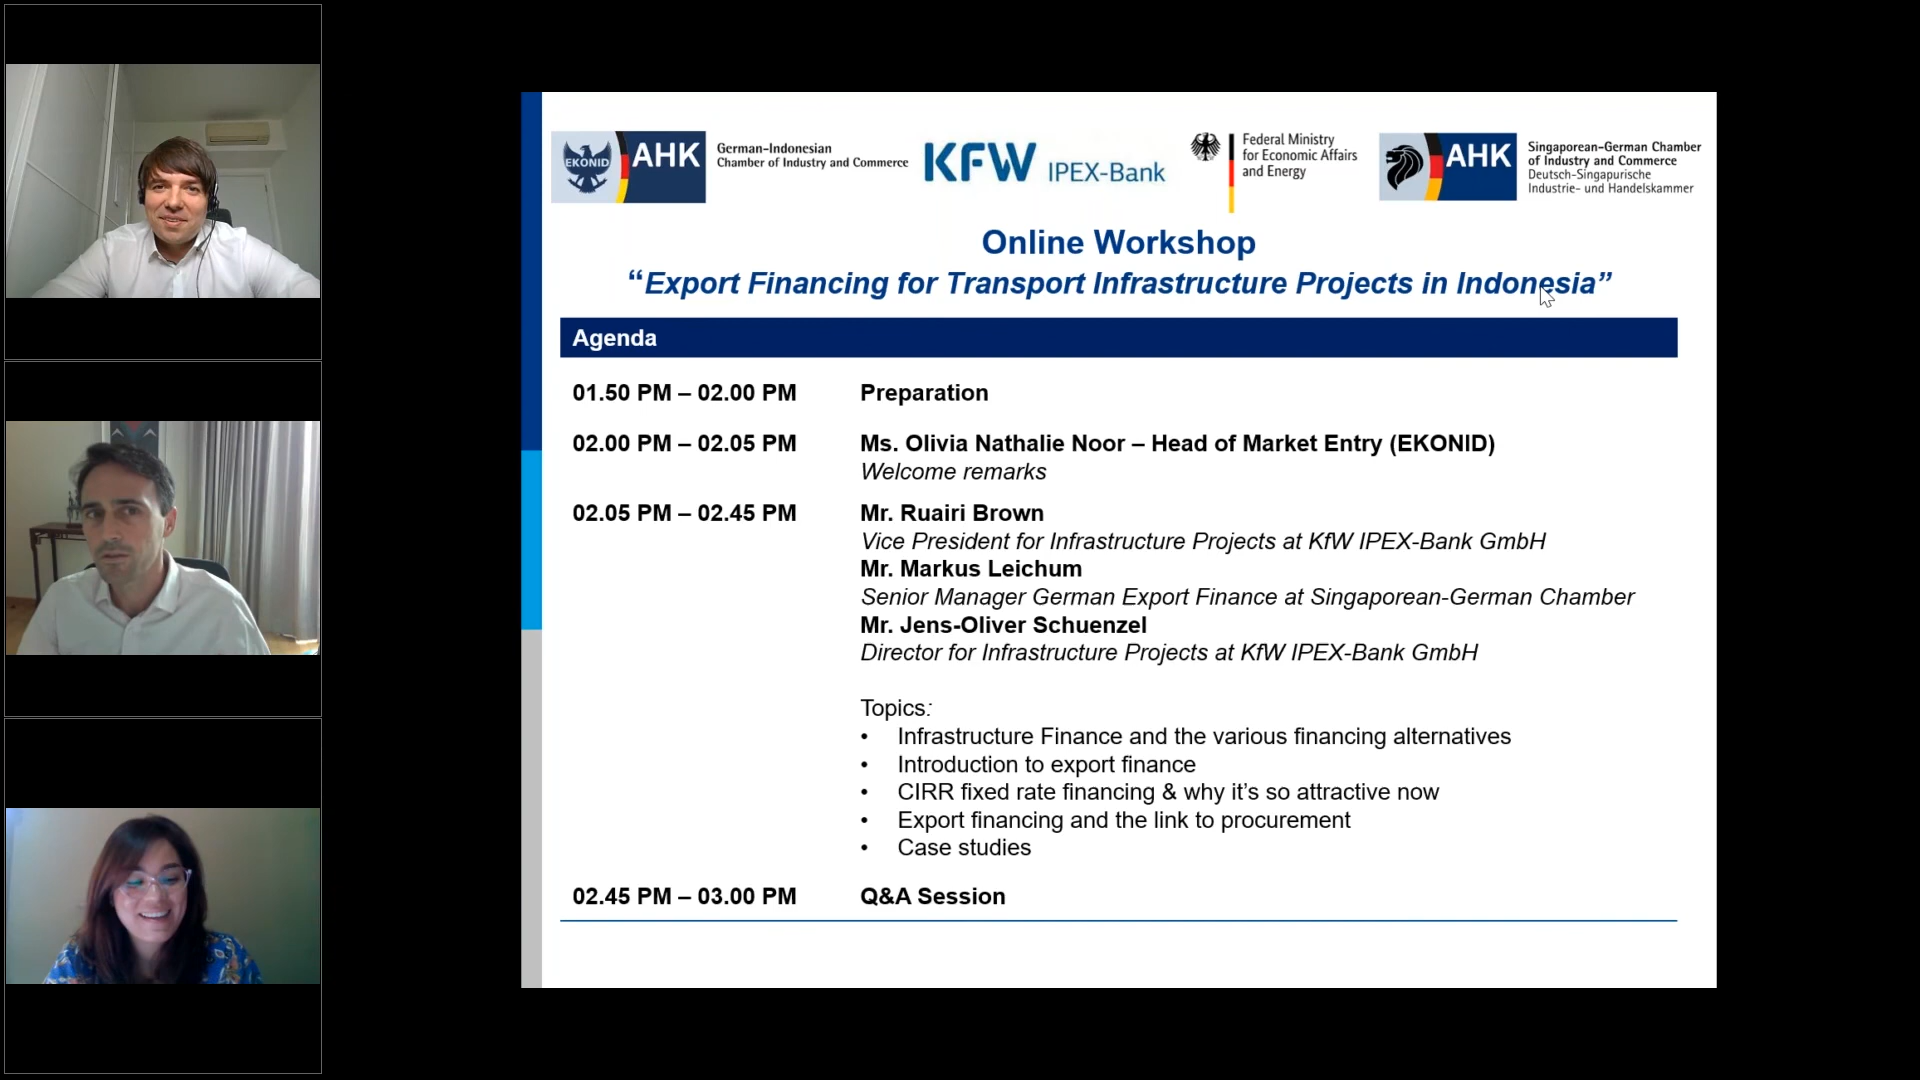 EKONID AHK
German-Indonesian
Chamber of Industry and Commerce
KFW IPEX-Bank
Federal Ministry
for Economic Affairs
and Energy
AHK
Singaporean-German Chamber
of Industry and Commerce
Deutsch-Singapurische
Industrie- und Handelskammer
Online Workshop
“Export Financing for Transport Infrastructure Projects in Indonesia”
Agenda
01.50 PM – 02.00 PM Preparation
02.00 PM – 02.05 PM Ms. Olivia Nathalie Noor – Head of Market Entry (EKONID)
Welcome remarks
02.05 PM – 02.45 PM Mr. Ruairi Brown
Vice President for Infrastructure Projects at KfW IPEX-Bank GmbH
Mr. Markus Leichum
Senior Manager German Export Finance at Singaporean-German Chamber
Mr. Jens-Oliver Schuenzel
Director for Infrastructure Projects at KfW IPEX-Bank GmbH
Topics:
• Infrastructure Finance and the various financing alternatives
• Introduction to export finance
• CIRR fixed rate financing & why it’s so attractive now
• Export financing and the link to procurement
• Case studies
02.45 PM – 03.00 PM Q&A Session